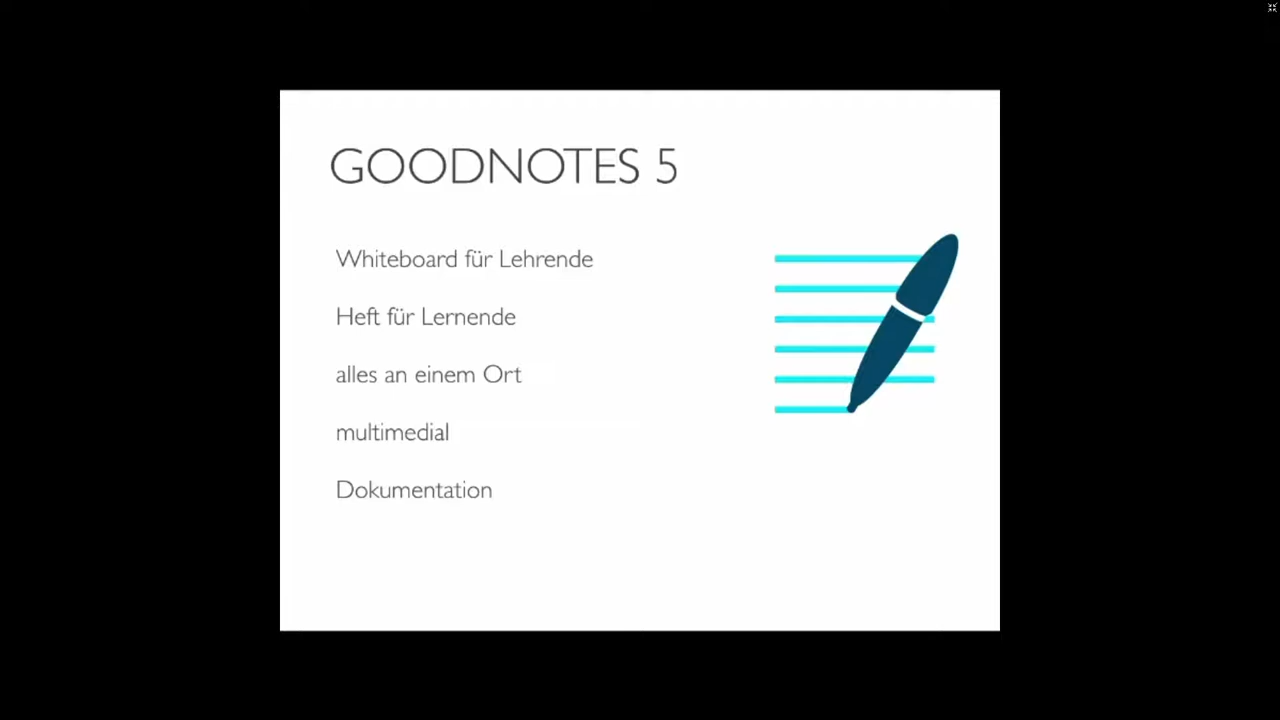 GOODNOTES 5
Whiteboard für Lehrende
Heft für Lernende
alles an einem Ort
multimedial
Dokumentation